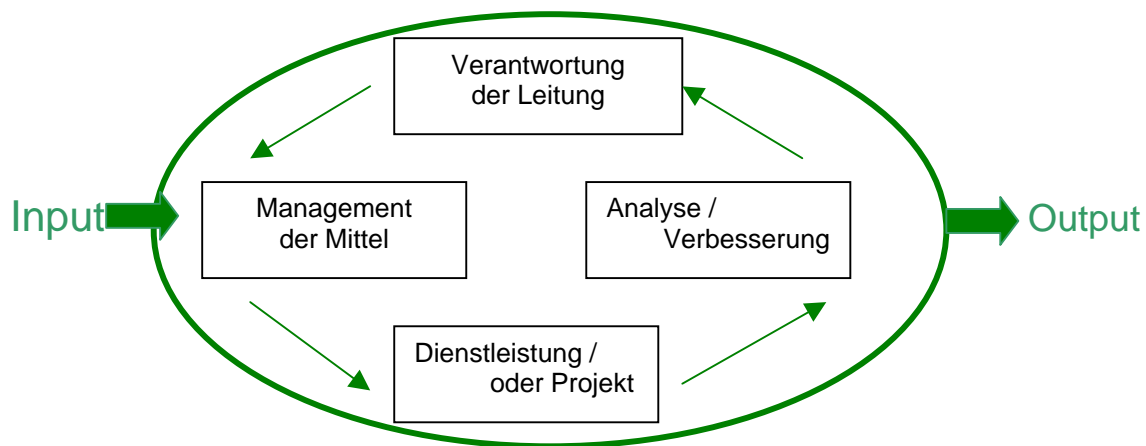 Verantwortung
der Leitung
Input
Management
der Mittel
Analyse /
Verbesserung
Output
Dienstleistung /
oder Projekt